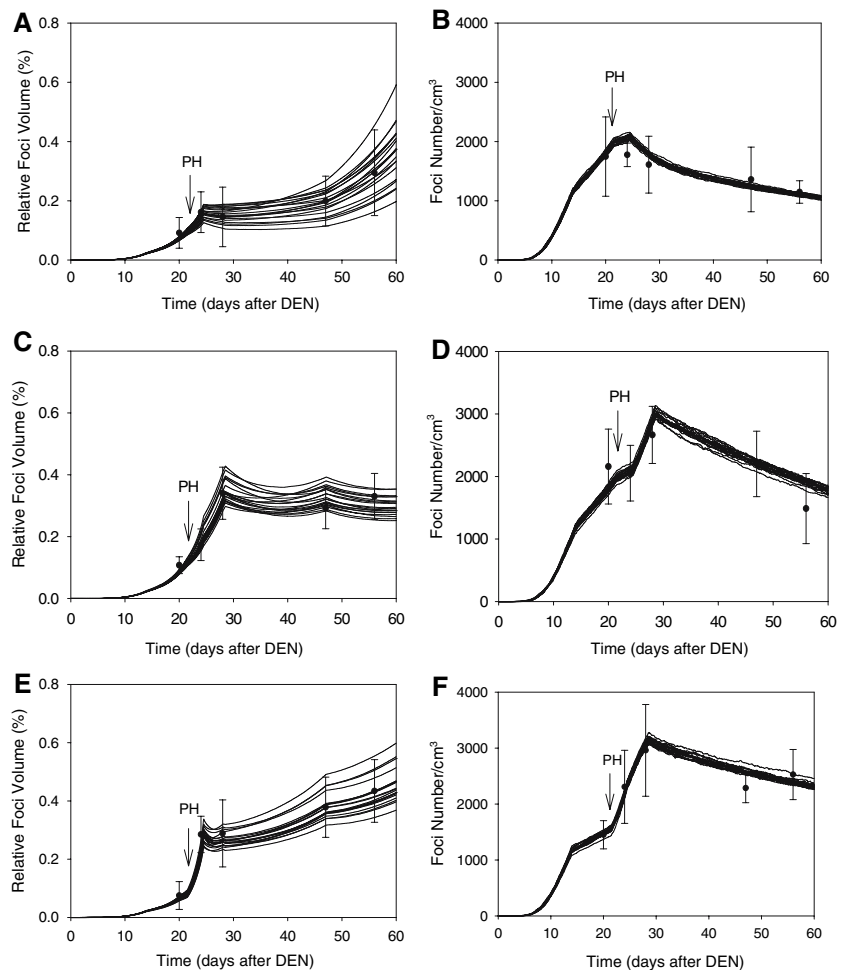 A
Relative Foci Volume (%)
0.8
0.6
0.4
0.2
0.0
PH
0 10 20 30 40 50 60
Time (days after DEN)
B
Foci Number/cm³
4000
3000
2000
1000
0
PH
0 10 20 30 40 50 60
Time (days after DEN)
C
Relative Foci Volume (%)
0.8
0.6
0.4
0.2
0.0
PH
0 10 20 30 40 50 60
Time (days after DEN)
D
Foci Number/cm³
4000
3000
2000
1000
0
PH
0 10 20 30 40 50 60
Time (days after DEN)
E
Relative Foci Volume (%)
0.8
0.6
0.4
0.2
0.0
PH
0 10 20 30 40 50 60
Time (days after DEN)
F
Foci Number/cm³
4000
3000
2000
1000
0
PH
0 10 20 30 40 50 60
Time (days after DEN)